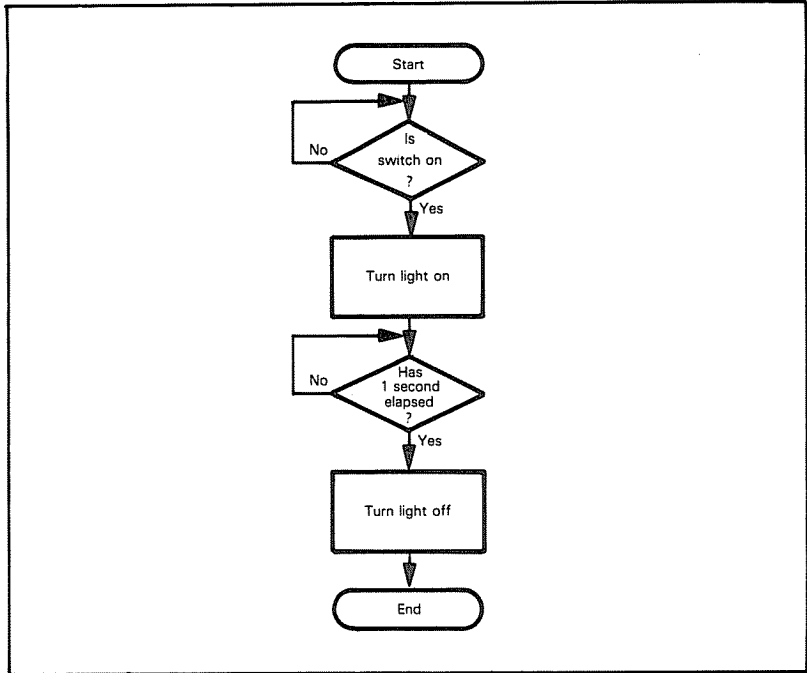 Start
Is
switch on
?
No
Yes
Turn light on
Has
1 second
elapsed
?
No
Yes
Turn light off
End